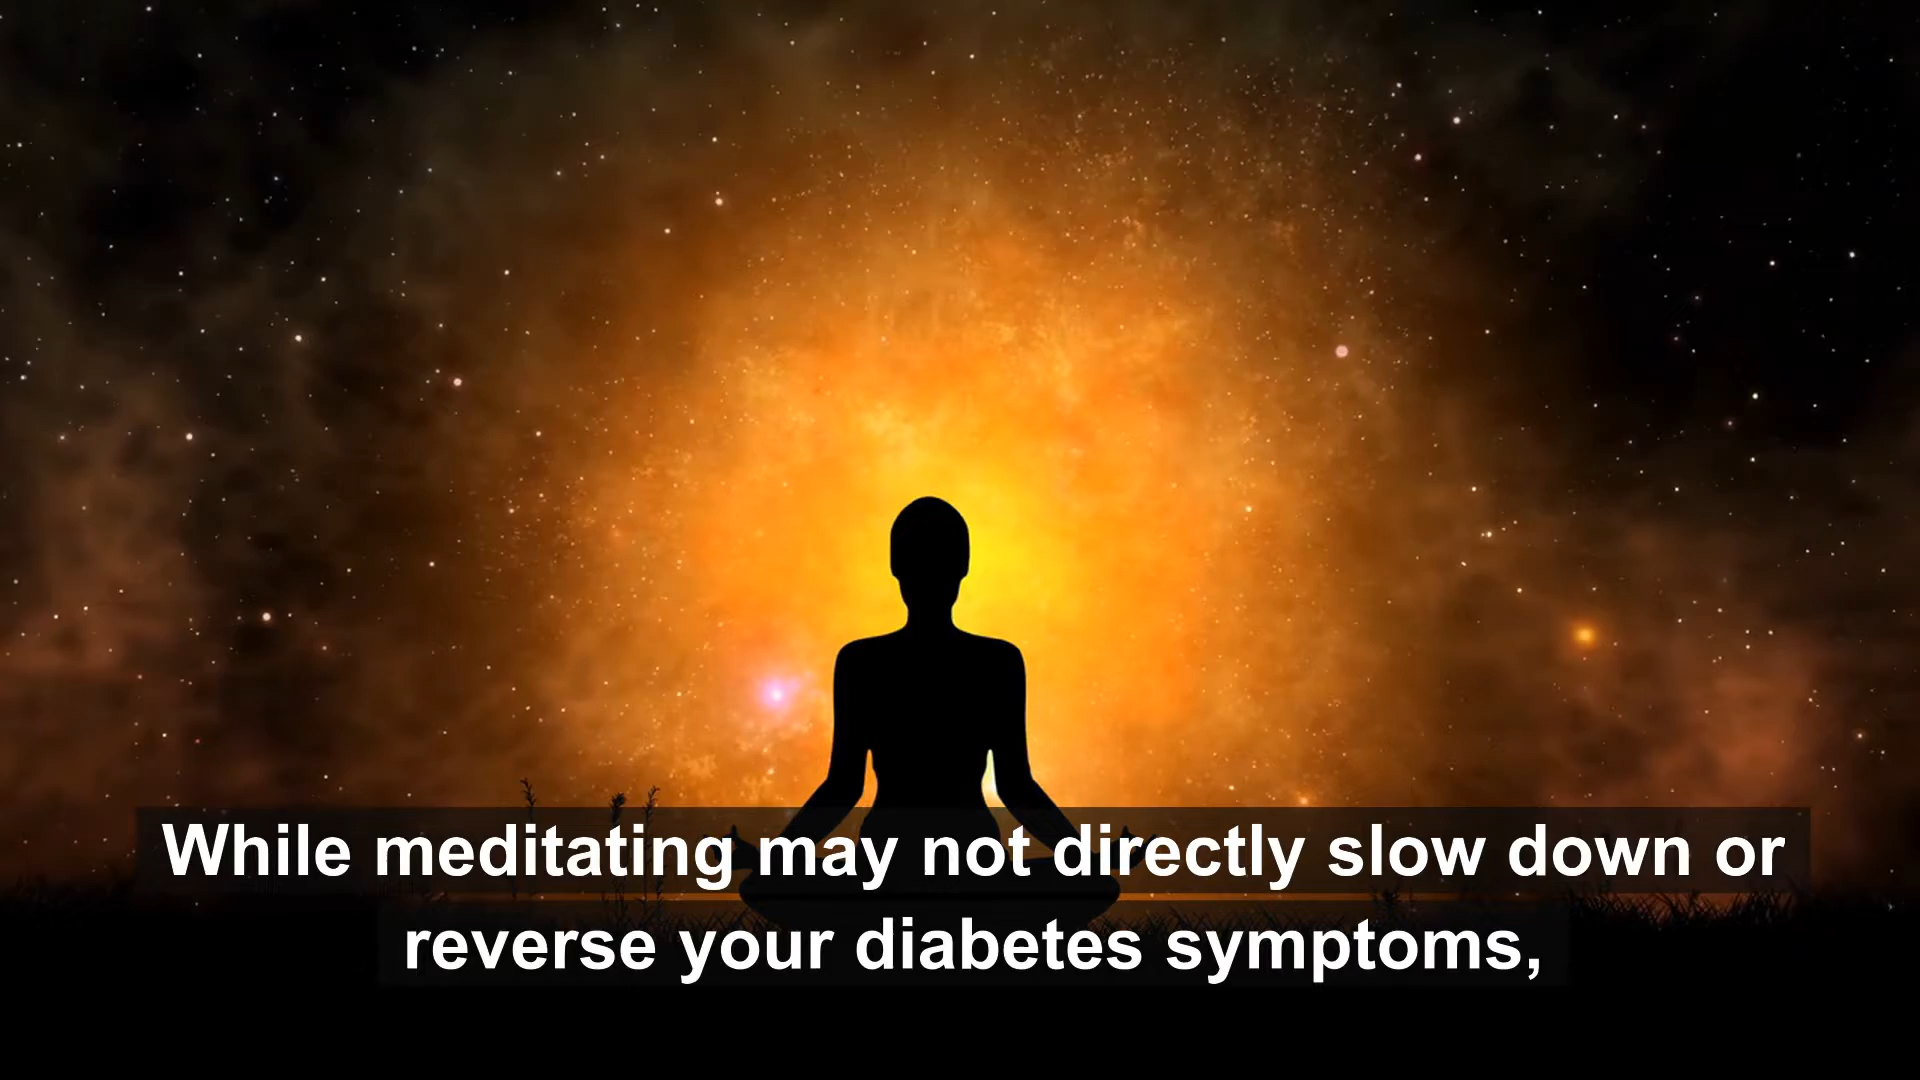 While meditating may not directly slow down or
reverse your diabetes symptoms,